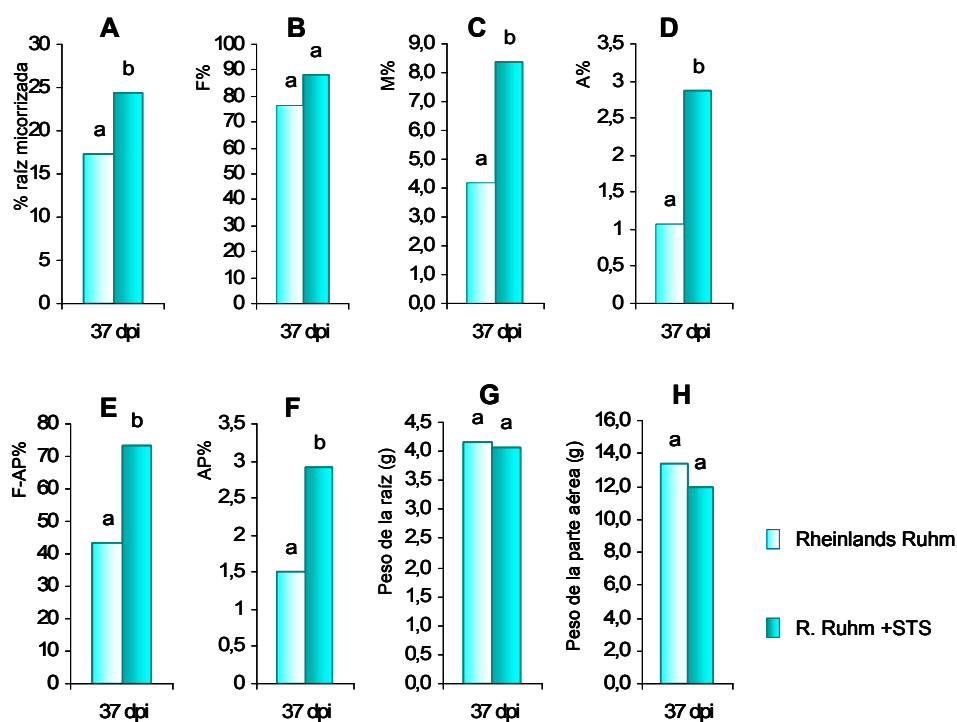 A
% raíz micorrizada
30
25
20
15
10
5
0
a
b
37 dpi
B
F%
100
90
80
70
60
50
40
30
20
10
0
a
a
37 dpi
C
M%
9,0
8,0
7,0
6,0
5,0
4,0
3,0
2,0
1,0
0,0
a
b
37 dpi
D
A%
3,5
3
2,5
2
1,5
1
0,5
0
a
b
37 dpi
E
F-AP%
80
70
60
50
40
30
20
10
0
a
b
37 dpi
F
AP%
3,5
3
2,5
2
1,5
1
0,5
0
a
b
37 dpi
G
Peso de la raíz (g)
4,5
4,0
3,5
3,0
2,5
2,0
1,5
1,0
0,5
0,0
a
a
37 dpi
H
Peso de la parte aérea (g)
16,0
14,0
12,0
10,0
8,0
6,0
4,0
2,0
0,0
a
a
37 dpi
Rheinlands Ruhm
R. Ruhm +STS